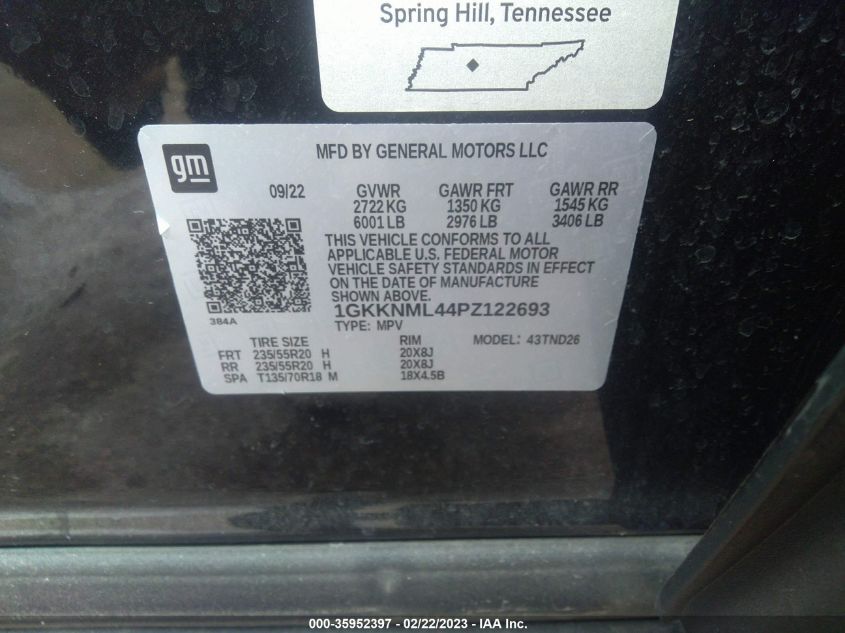 Spring Hill, Tennessee
gm
MFD BY GENERAL MOTORS LLC
09/22 GVWR GAWR FRT GAWR RR
2722 KG 1350 KG 1545 KG
6001 LB 2976 LB 3406 LB
THIS VEHICLE CONFORMS TO ALL
APPLICABLE U.S. FEDERAL MOTOR
VEHICLE SAFETY STANDARDS IN EFFECT
ON THE DATE OF MANUFACTURE
SHOWN ABOVE.
384A
1GKKNML44PZ122693
TYPE: MPV
TIRE SIZE RIM MODEL: 43TND26
FRT 235/55R20 H 20X8J
RR 235/55R20 H 20X8J
SPA T135/70R18 M 18X4.5B
000-35952397 - 02/22/2023 - IAA Inc.